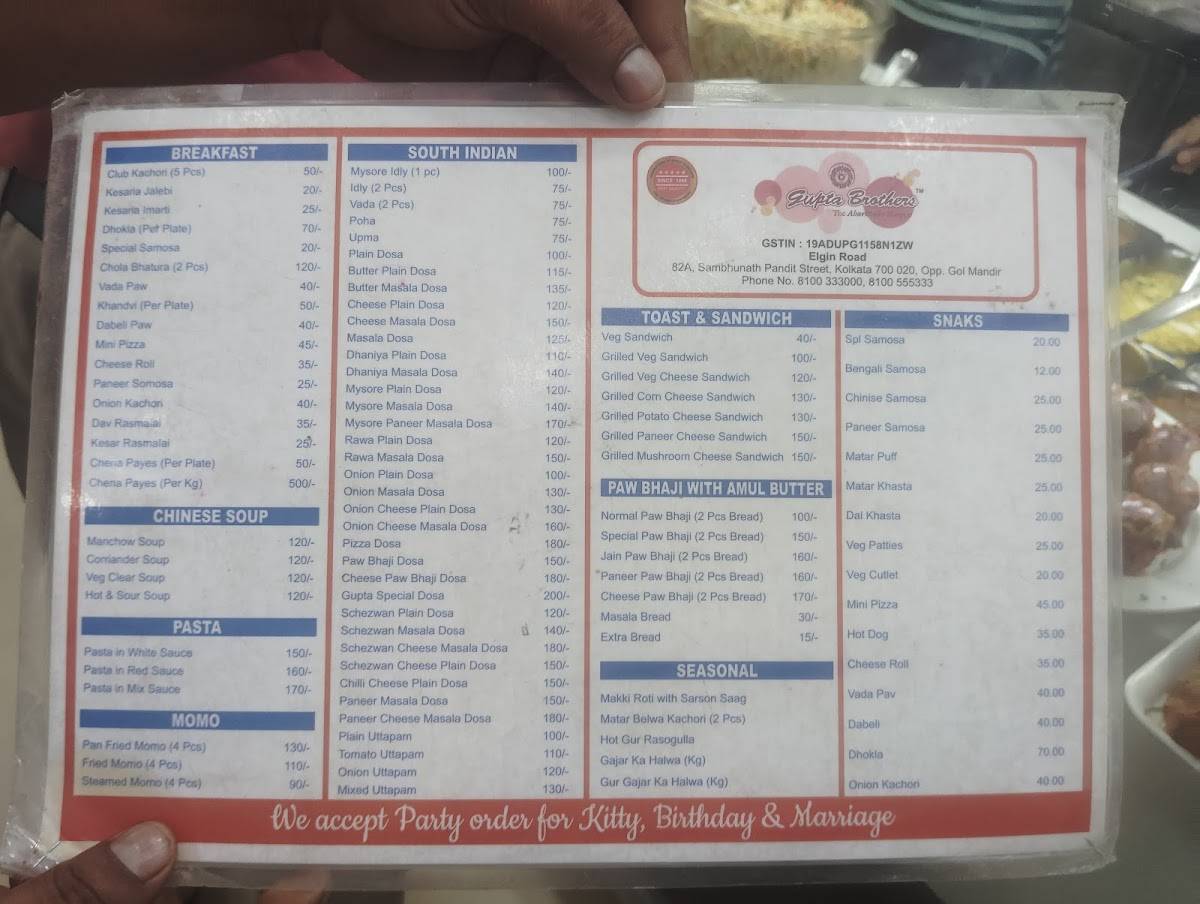 BREAKFAST
Club Kachori (5 Pcs) 50/-
Kesaria Jalebi 20/-
Kesaria Imarti 25/-
Dhokla (Per Plate) 70/-
Special Samosa 20/-
Chola Bhatura (2 Pcs) 120/-
Vada Paw 40/-
Khandvi (Per Plate) 50/-
Dabeli Paw 40/-
Mini Pizza 45/-
Cheese Roll 35/-
Paneer Somosa 25/-
Onion Kachori 40/-
Dav Rasmalai 35/-
Kesar Rasmalai 25/-
Chena Payes (Per Plate) 50/-
Chena Payes (Per Kg) 500/-
CHINESE SOUP
Manchow Soup 120/-
Corriander Soup 120/-
Veg Clear Soup 120/-
Hot & Sour Soup 120/-
PASTA
Pasta in White Sauce 150/-
Pasta in Red Sauce 160/-
Pasta in Mix Sauce 170/-
MOMO
Pan Fried Momo (4 Pcs) 130/-
Fried Momo (4 Pcs) 110/-
Steamed Momo (4 Pcs) 90/-
SOUTH INDIAN
Mysore Idly (1 pc) 100/-
Idly (2 Pcs) 75/-
Vada (2 Pcs) 75/-
Poha 75/-
Upma 75/-
Plain Dosa 100/-
Butter Plain Dosa 115/-
Butter Masala Dosa 135/-
Cheese Plain Dosa 120/-
Cheese Masala Dosa 150/-
Masala Dosa 125/-
Dhaniya Plain Dosa 110/-
Dhaniya Masala Dosa 140/-
Mysore Plain Dosa 120/-
Mysore Masala Dosa 140/-
Mysore Paneer Masala Dosa 170/-
Rawa Plain Dosa 120/-
Rawa Masala Dosa 150/-
Onion Plain Dosa 100/-
Onion Masala Dosa 130/-
Onion Cheese Plain Dosa 130/-
Onion Cheese Masala Dosa 160/-
Pizza Dosa 180/-
Paw Bhaji Dosa 150/-
Cheese Paw Bhaji Dosa 180/-
Gupta Special Dosa 200/-
Schezwan Plain Dosa 120/-
Schezwan Masala Dosa 140/-
Schezwan Cheese Masala Dosa 180/-
Schezwan Cheese Plain Dosa 150/-
Chilli Cheese Plain Dosa 150/-
Paneer Masala Dosa 150/-
Paneer Cheese Masala Dosa 180/-
Plain Uttapam 100/-
Tomato Uttapam 110/-
Onion Uttapam 120/-
Mixed Uttapam 130/-
SINCE
Gupta Brothers TM
The
GSTIN : 19ADUPG1158N1ZW
Elgin Road
82A, Sambhunath Pandit Street, Kolkata 700 020, Opp. Gol Mandir
Phone No. 8100 333000, 8100 555333
TOAST & SANDWICH
Veg Sandwich 40/-
Grilled Veg Sandwich 100/-
Grilled Veg Cheese Sandwich 120/-
Grilled Corn Cheese Sandwich 130/-
Grilled Potato Cheese Sandwich 130/-
Grilled Paneer Cheese Sandwich 150/-
Grilled Mushroom Cheese Sandwich 150/-
PAW BHAJI WITH AMUL BUTTER
Normal Paw Bhaji (2 Pcs Bread) 100/-
Special Paw Bhaji (2 Pcs Bread) 150/-
Jain Paw Bhaji (2 Pcs Bread) 160/-
Paneer Paw Bhaji (2 Pcs Bread) 160/-
Cheese Paw Bhaji (2 Pcs Bread) 170/-
Masala Bread 30/-
Extra Bread 15/-
SEASONAL
Makki Roti with Sarson Saag
Matar Belwa Kachori (2 Pcs)
Hot Gur Rasogulla
Gajar Ka Halwa (Kg)
Gur Gajar Ka Halwa (Kg)
SNAKS
Spl Samosa 20.00
Bengali Samosa 12.00
Chinise Samosa 25.00
Paneer Samosa 25.00
Matar Puff 25.00
Matar Khasta 25.00
Dal Khasta 20.00
Veg Patties 25.00
Veg Cutlet 20.00
Mini Pizza 45.00
Hot Dog 35.00
Cheese Roll 35.00
Vada Pav 40.00
Dabeli 40.00
Dhokla 70.00
Onion Kachori 40.00
We accept Party order for Kitty, Birthday & Marriage